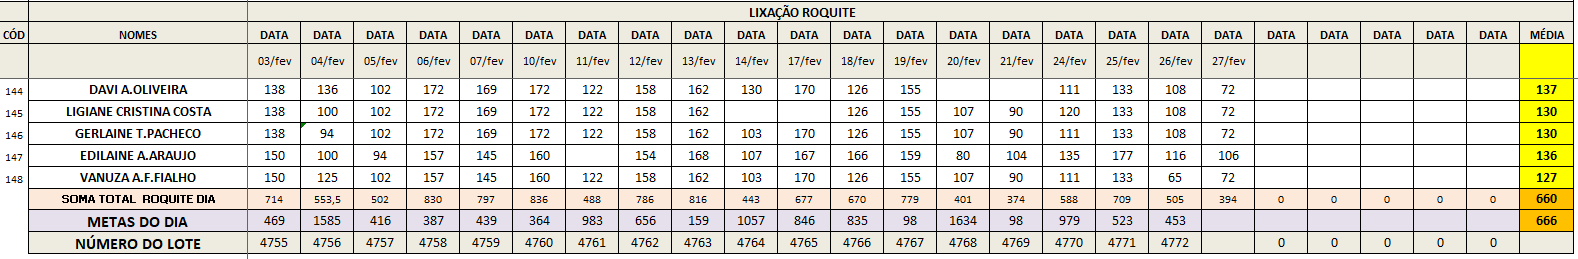 LIXAÇÃO ROQUITE
CÓD NOMES DATA DATA DATA DATA DATA DATA DATA DATA DATA DATA DATA DATA DATA DATA DATA DATA DATA DATA DATA DATA DATA DATA DATA DATA MÉDIA
03/fev 04/fev 05/fev 06/fev 07/fev 10/fev 11/fev 12/fev 13/fev 14/fev 17/fev 18/fev 19/fev 20/fev 21/fev 24/fev 25/fev 26/fev 27/fev
144 DAVI A.OLIVEIRA 138 136 102 172 169 172 122 158 162 130 170 126 155 111 133 108 72 137
145 LIGIANE CRISTINA COSTA 138 100 102 172 172 172 122 158 162 126 155 107 90 120 133 108 72 130
146 GERLAINE T.PACHECO 138 94 102 172 169 172 122 158 162 103 170 126 155 107 90 111 133 108 72 130
147 EDILAINE A.ARAUJO 150 100 94 157 145 160 154 168 107 167 166 159 80 104 135 177 116 106 136
148 VANUZA A.F.FIALHO 150 125 102 157 145 160 122 158 162 103 170 126 155 107 90 111 133 65 72 127
SOMA TOTAL ROQUITE DIA 714 553,5 502 830 797 836 488 786 816 443 677 670 779 401 374 588 709 505 394 0 0 0 0 0 660
METAS DO DIA 469 1585 416 387 439 364 983 656 159 1057 846 835 98 1634 98 979 523 453 666
NÚMERO DO LOTE 4755 4756 4757 4758 4759 4760 4761 4762 4763 4764 4765 4766 4767 4768 4769 4770 4771 4772 0 0 0 0 0